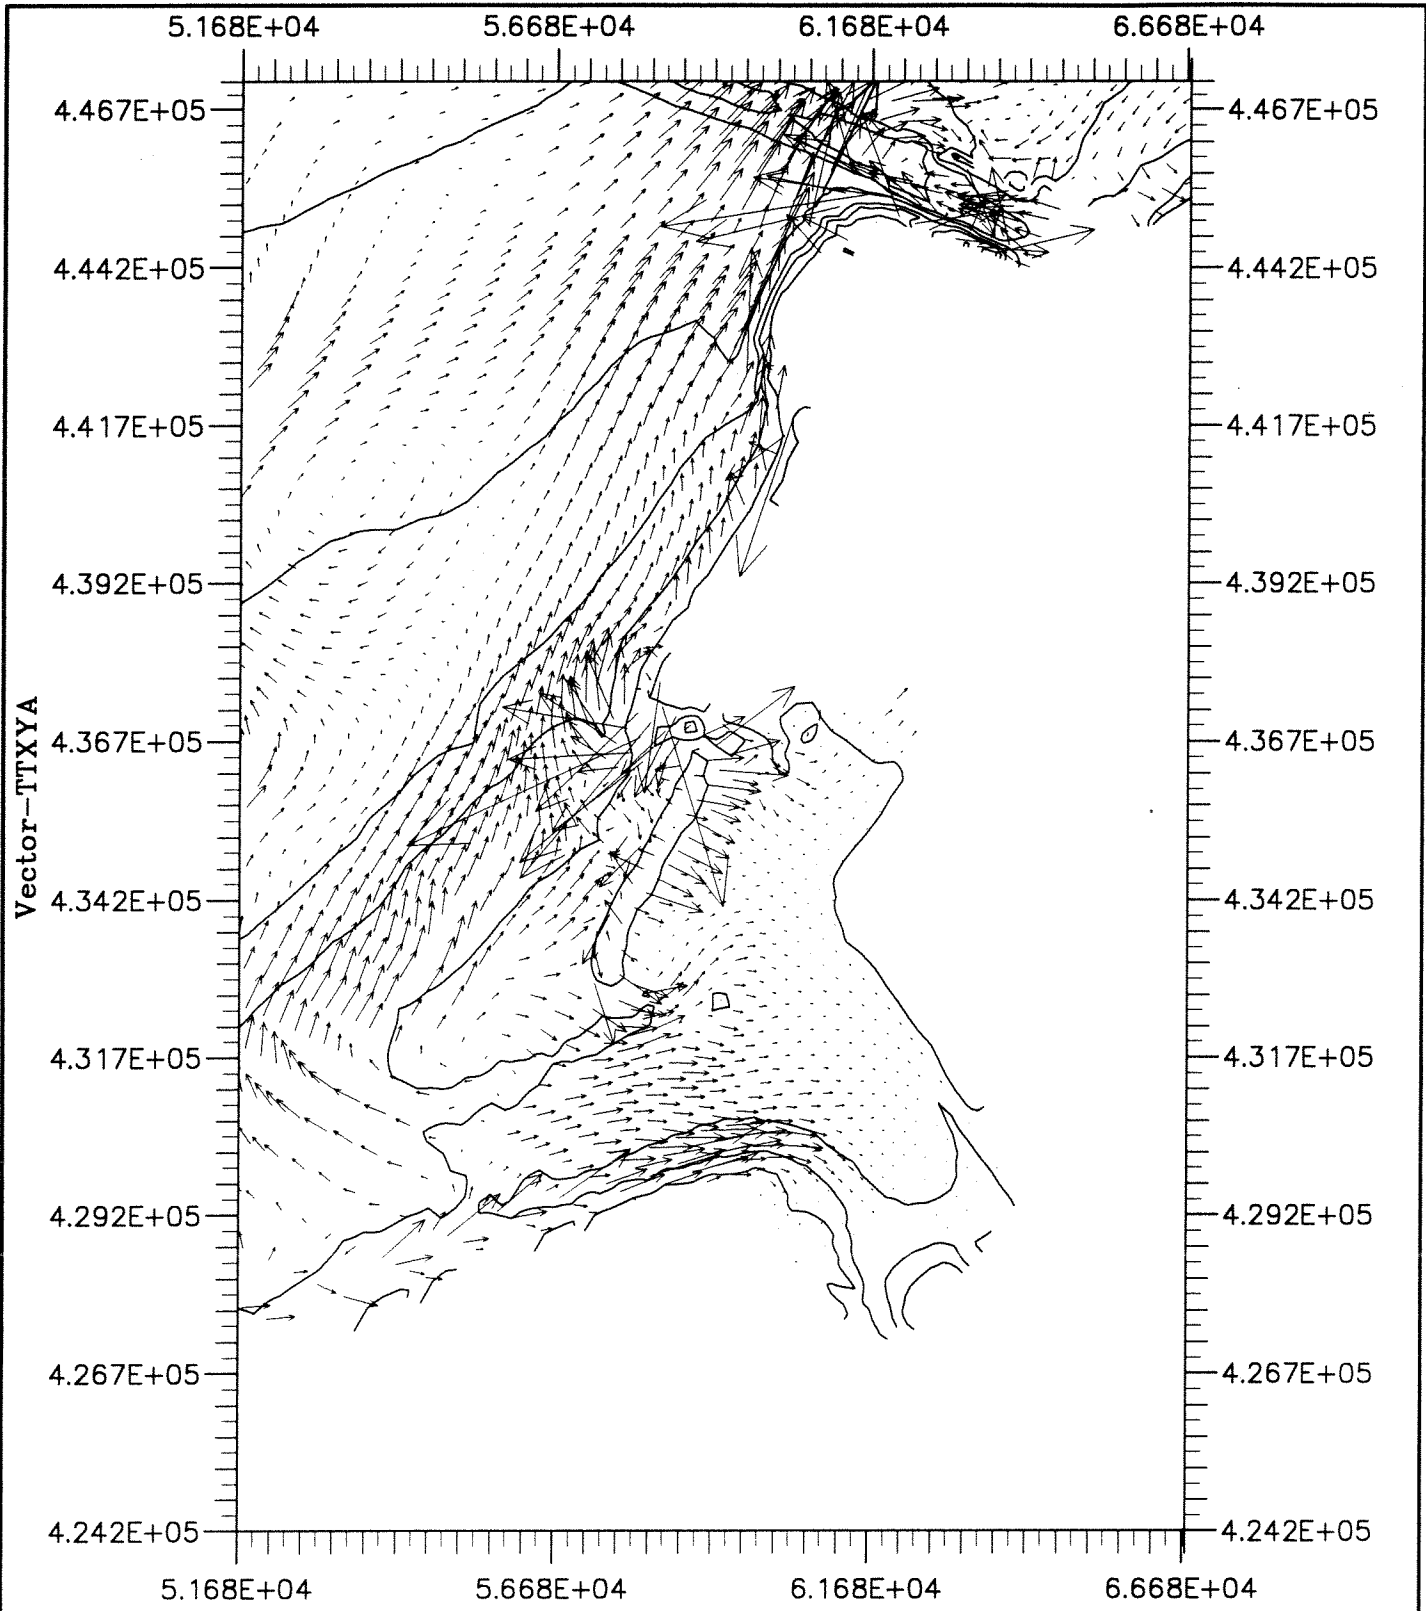 5.168E+04 5.668E+04 6.168E+04 6.668E+04
4.467E+05 4.467E+05
4.442E+05 4.442E+05
4.417E+05 4.417E+05
4.392E+05 4.392E+05
4.367E+05 4.367E+05
4.342E+05 4.342E+05
4.317E+05 4.317E+05
4.292E+05 4.292E+05
4.267E+05 4.267E+05
4.242E+05 4.242E+05
5.168E+04 5.668E+04 6.168E+04 6.668E+04
Vector-TTXYA